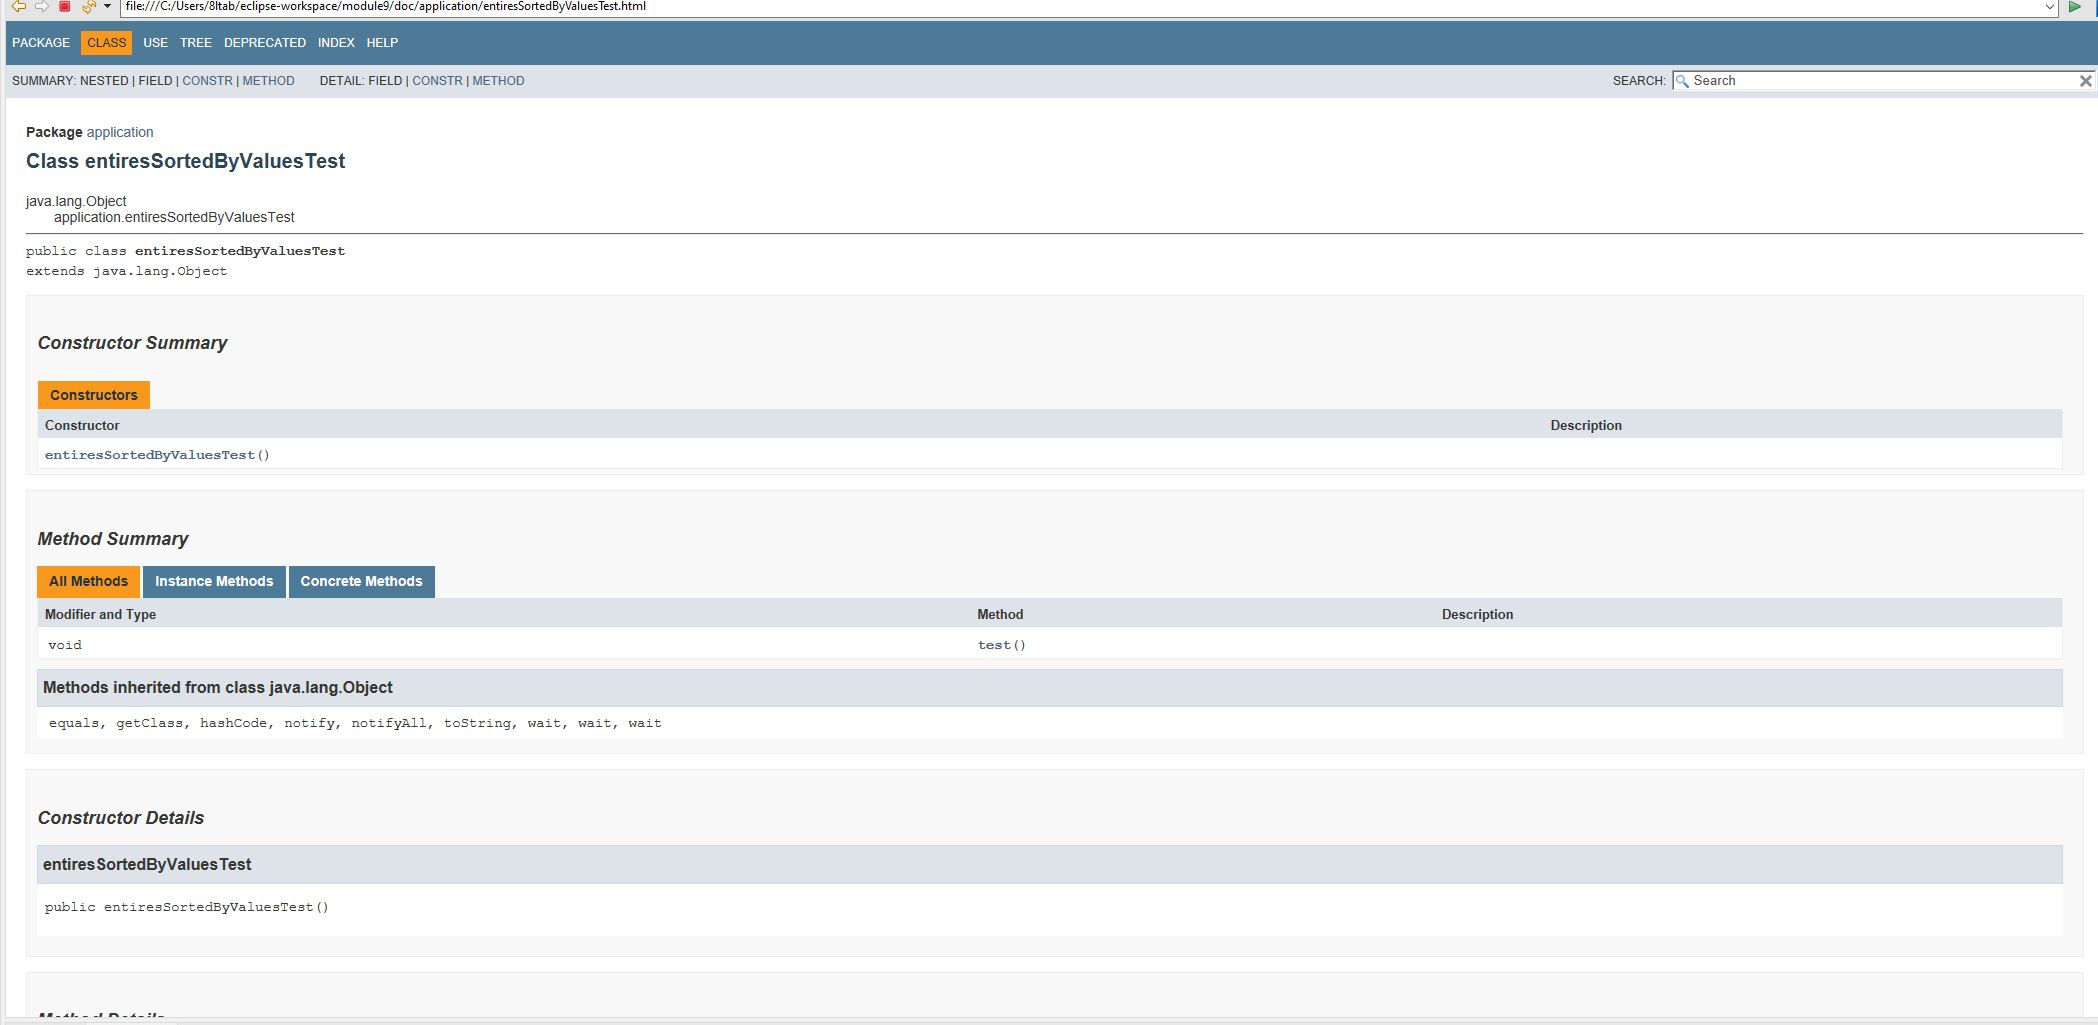 file:///C:/Users/8ltab/eclipse-workspace/module9/doc/application/entiresSortedByValuesTest.html
PACKAGE CLASS USE TREE DEPRECATED INDEX HELP
SUMMARY: NESTED | FIELD | CONSTR | METHOD DETAIL: FIELD | CONSTR | METHOD SEARCH: Search
Package application
Class entiresSortedByValuesTest
java.lang.Object
application.entiresSortedByValuesTest
public class entiresSortedByValuesTest
extends java.lang.Object
Constructor Summary
Constructors
Constructor Description
entiresSortedByValuesTest()
Method Summary
All Methods Instance Methods Concrete Methods
Modifier and Type Method Description
void test()
Methods inherited from class java.lang.Object
equals, getClass, hashCode, notify, notifyAll, toString, wait, wait, wait
Constructor Details
entiresSortedByValuesTest
public entiresSortedByValuesTest()
Method Details